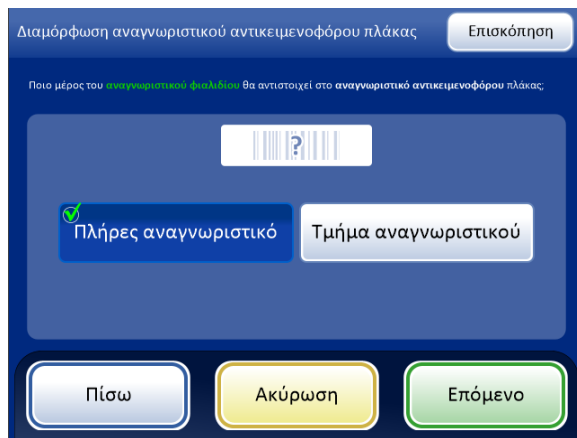 Διαμόρφωση αναγνωριστικού αντικειμενοφόρου πλάκας
Επισκόπηση
Ποιο μέρος του αναγνωριστικού φιαλιδίου θα αντιστοιχεί στο αναγνωριστικό αντικειμενοφόρου πλάκας;
?
Πλήρες αναγνωριστικό
Τμήμα αναγνωριστικού
Πίσω
Ακύρωση
Επόμενο